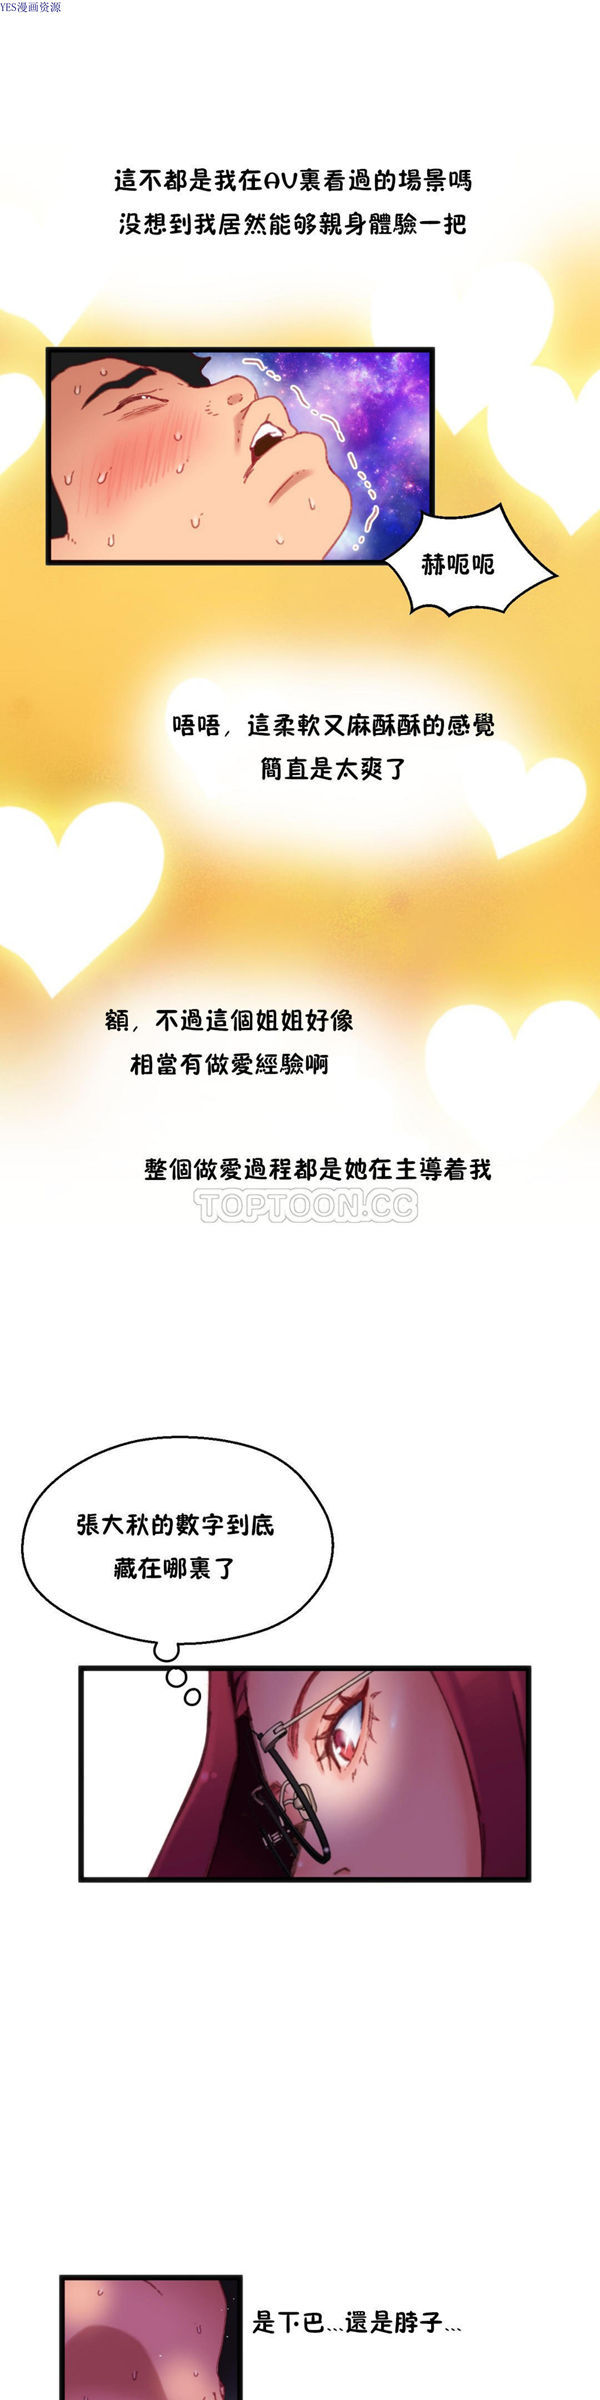 YES漫画资源
這不都是我在AV裏看過的場景嗎
没想到我居然能够親身體驗一把
赫呃呃
唔唔，這柔軟又麻酥酥的感覺
簡直是太爽了
額，不過這個姐姐好像
相當有做愛經驗啊
整個做愛過程都是她在主導着我
TOPTOON.CC
張大秋的數字到底
藏在哪裏了
是下巴...還是脖子...